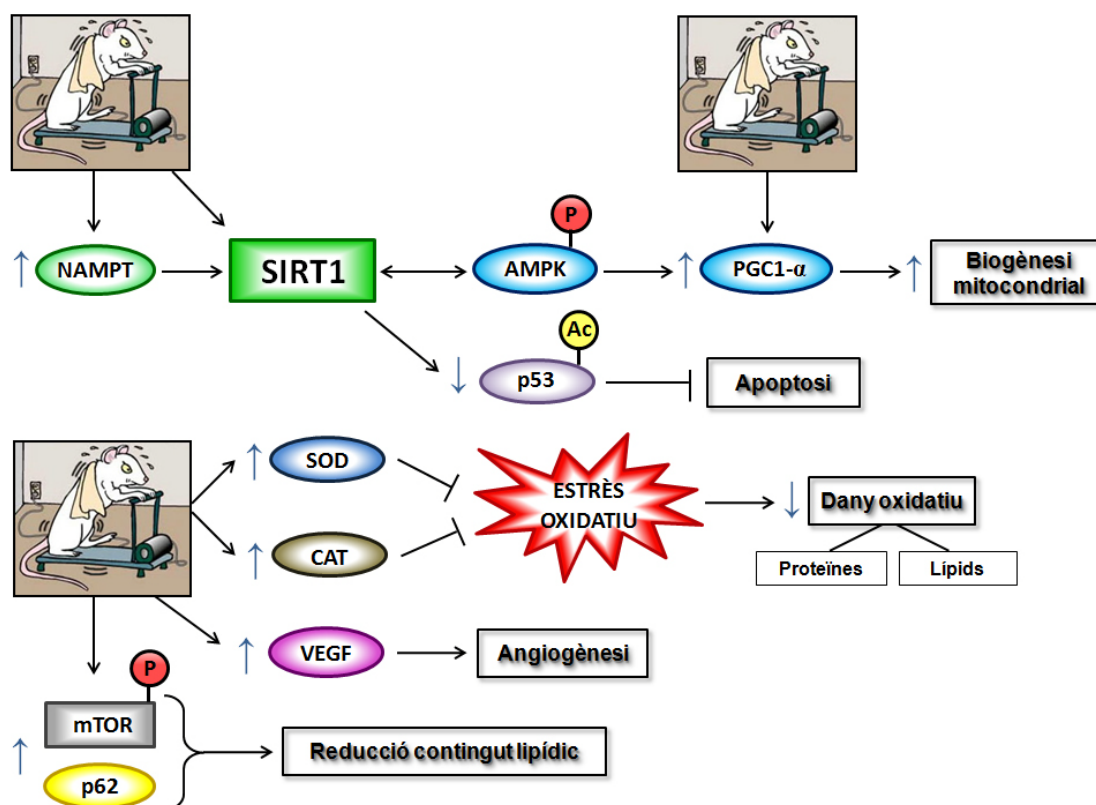 P
NAMPT
SIRT1
AMPK
PGC1-α
Biogènesi
mitocondrial
Ac
p53
Apoptosi
SOD
ESTRÈS
OXIDATIU
Dany oxidatiu
CAT
Proteïnes
Lípids
VEGF
Angiogènesi
P
mTOR
Reducció contingut lipídic
p62